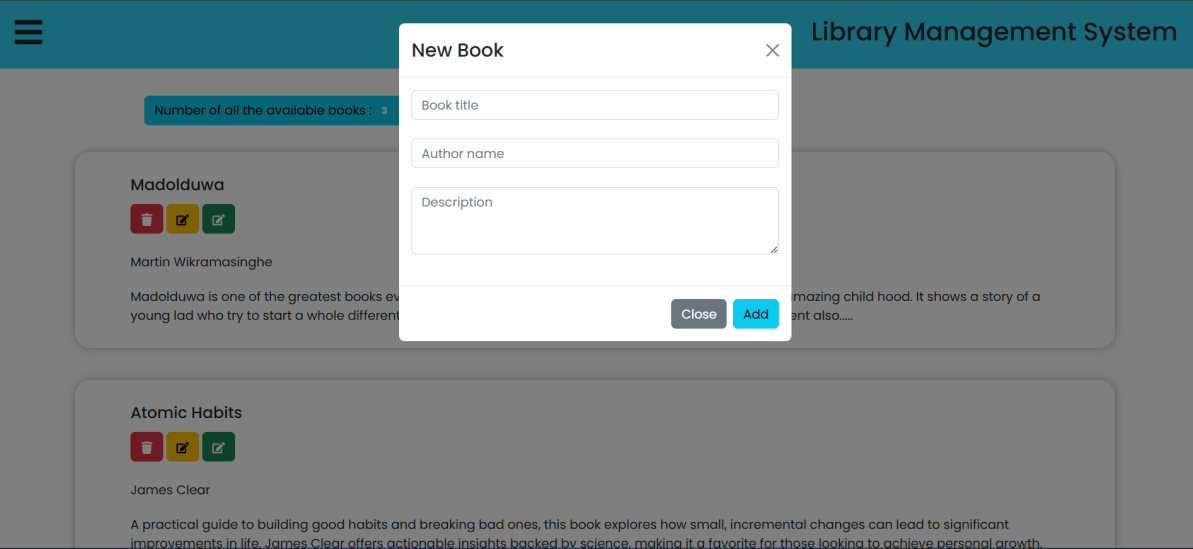 Library Management System
New Book
Number of all the available books : 3
Book title
Author name
Description
Close
Add
Madolduwa
Martin Wikramasinghe
Madolduwa is one of the greatest books mazing child hood. It shows a story of a
young lad who try to start a whole different ent also.....
Atomic Habits
James Clear
A practical guide to building good habits and breaking bad ones, this book explores how small, incremental changes can lead to significant
improvements in life. James Clear offers actionable insights backed by science, making it a favorite for those looking to achieve personal growth.